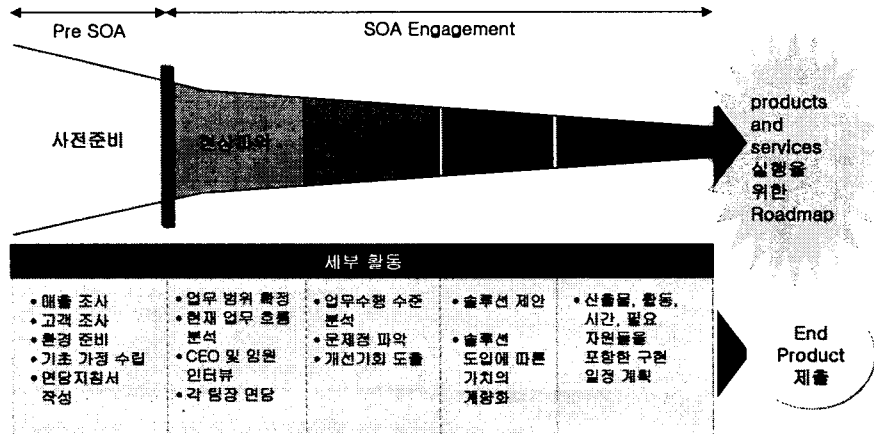 Pre SOA
SOA Engagement
사전준비
현상파악
products
and
services
실행을
위한
Roadmap
세부 활동
• 매출 조사
• 고객 조사
• 환경 준비
• 기초 가정 수립
• 면담지침서
작성
• 업무 범위 확정
• 현재 업무 흐름
분석
• CEO 및 임원
인터뷰
• 각 팀장 면담
• 업무수행 수준
분석
• 문제점 파악
• 개선기회 도출
• 솔루션 제안
• 솔루션
도입에 따른
가치의
계량화
• 산출물, 활동,
시간, 필요
자원들을
포함한 구현
일정 계획
End
Product
제출